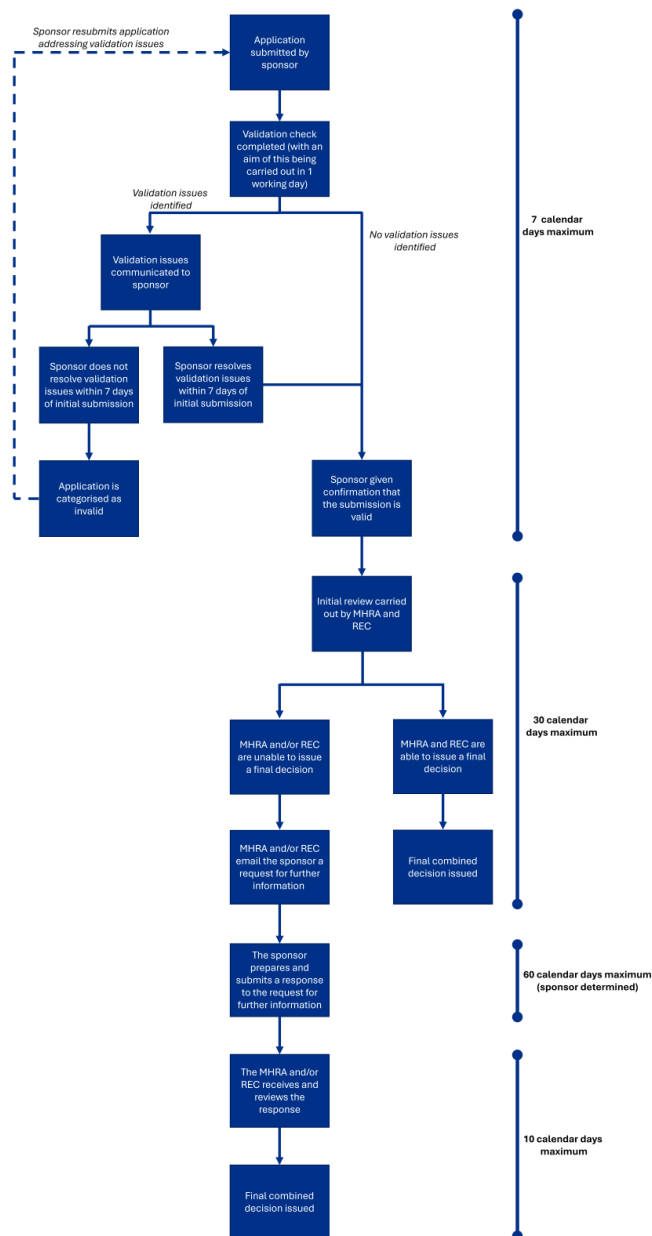 Sponsor resubmits application
addressing validation issues
Application
submitted by
sponsor
Validation check
completed (with an
aim of this being
carried out in 1
working day)
Validation issues
identified
No validation issues
identified
7 calendar
days maximum
Validation issues
communicated to
sponsor
Sponsor does not
resolve validation
issues within 7 days
of initial submission
Sponsor resolves
validation issues
within 7 days of
initial submission
Application is
categorised as
invalid
Sponsor given
confirmation that
the submission is
valid
Initial review carried
out by MHRA and
REC
30 calendar
days maximum
MHRA and/or REC
are unable to issue
a final decision
MHRA and REC are
able to issue a final
decision
MHRA and/or REC
email the sponsor a
request for further
information
Final combined
decision issued
The sponsor
prepares and
submits a response
to the request for
further information
60 calendar days maximum
(sponsor determined)
The MHRA and/or
REC receives and
reviews the
response
10 calendar days
maximum
Final combined
decision issued